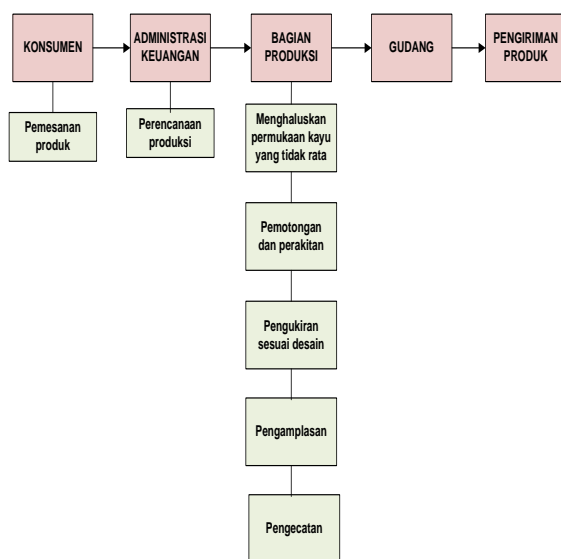 KONSUMEN
ADMINISTRASI
KEUANGAN
BAGIAN
PRODUKSI
GUDANG
PENGIRIMAN
PRODUK
Pemesanan
produk
Perencanaan
produksi
Menghaluskan
permukaan kayu
yang tidak rata
Pemotongan
dan perakitan
Pengukiran
sesuai desain
Pengamplasan
Pengecatan